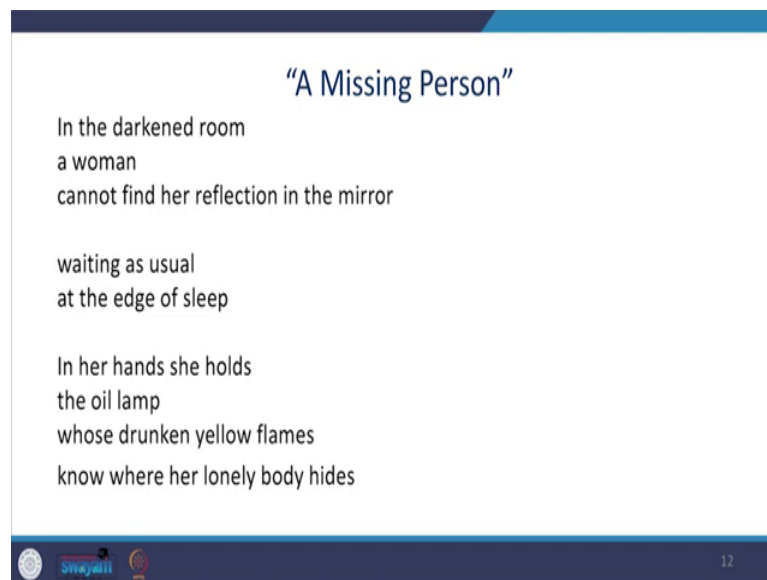 “A Missing Person”
In the darkened room
a woman
cannot find her reflection in the mirror
waiting as usual
at the edge of sleep
In her hands she holds
the oil lamp
whose drunken yellow flames
know where her lonely body hides
swayam
12